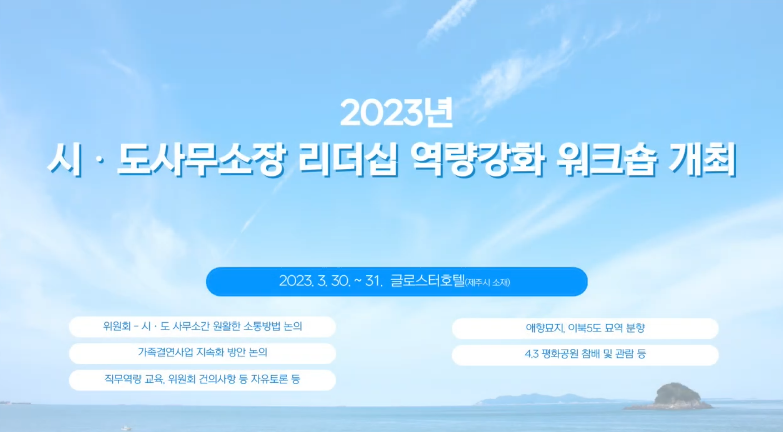 2023년
시 · 도사무소장 리더십 역량강화 워크숍 개최
2023. 3. 30. ~ 31. 글로스터호텔(제주시 소재)
위원회 - 시 · 도 사무소간 원활한 소통방법 논의
가족결연사업 지속화 방안 논의
직무역량 교육, 위원회 건의사항 등 자유토론 등
애향묘지, 이북5도 묘역 분향
4.3 평화공원 참배 및 관람 등